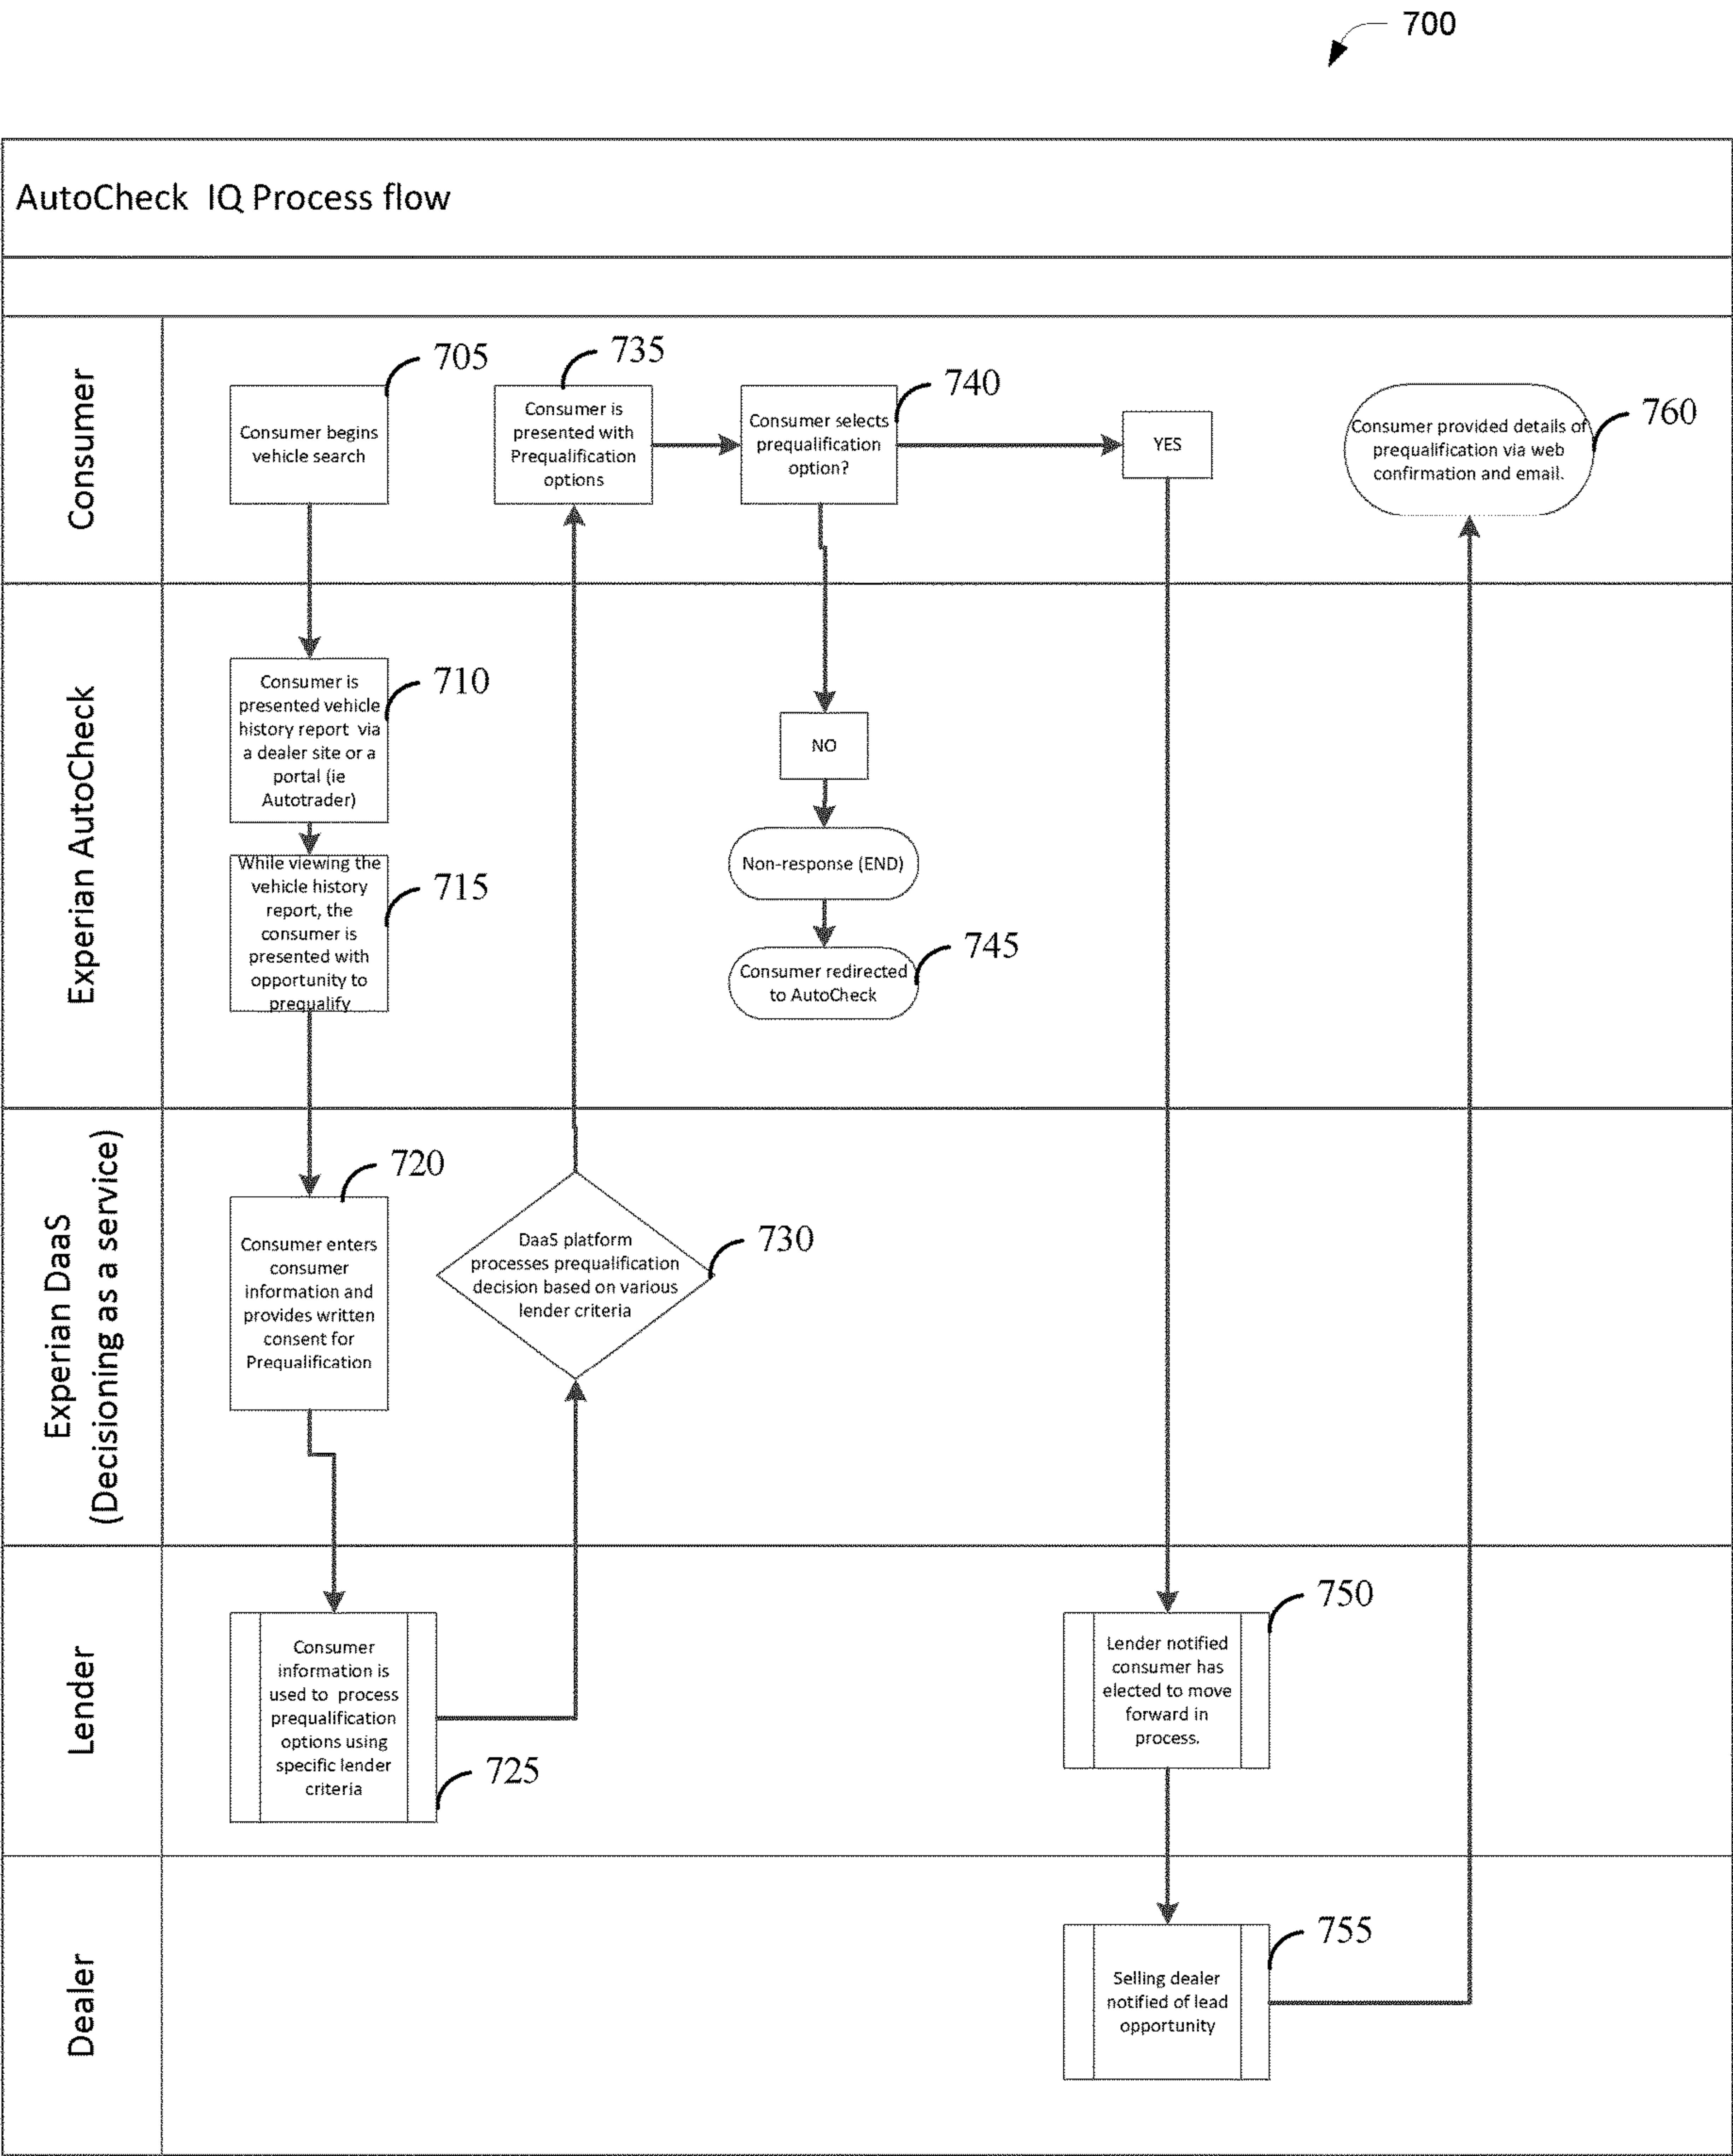 700
AutoCheck IQ Process flow
Consumer
705
Consumer begins
vehicle search
735
Consumer is
presented with
Prequalification
options
740
Consumer selects
prequalification
option?
YES
760
Consumer provided details of
prequalification via web
confirmation and email.
Experian AutoCheck
710
Consumer is
presented vehicle
history report via
a dealer site or a
portal (ie
Autotrader)
715
While viewing the
vehicle history
report, the
consumer is
presented with
opportunity to
prequalify
NO
Non-response (END)
745
Consumer redirected
to AutoCheck
Experian DaaS
(Decisioning as a service)
720
Consumer enters
consumer
information and
provides written
consent for
Prequalification
730
DaaS platform
processes prequalification
decision based on various
lender criteria
Lender
Consumer
information is
used to process
prequalification
options using
specific lender
criteria
725
750
Lender notified
consumer has
elected to move
forward in
process.
Dealer
755
Selling dealer
notified of lead
opportunity